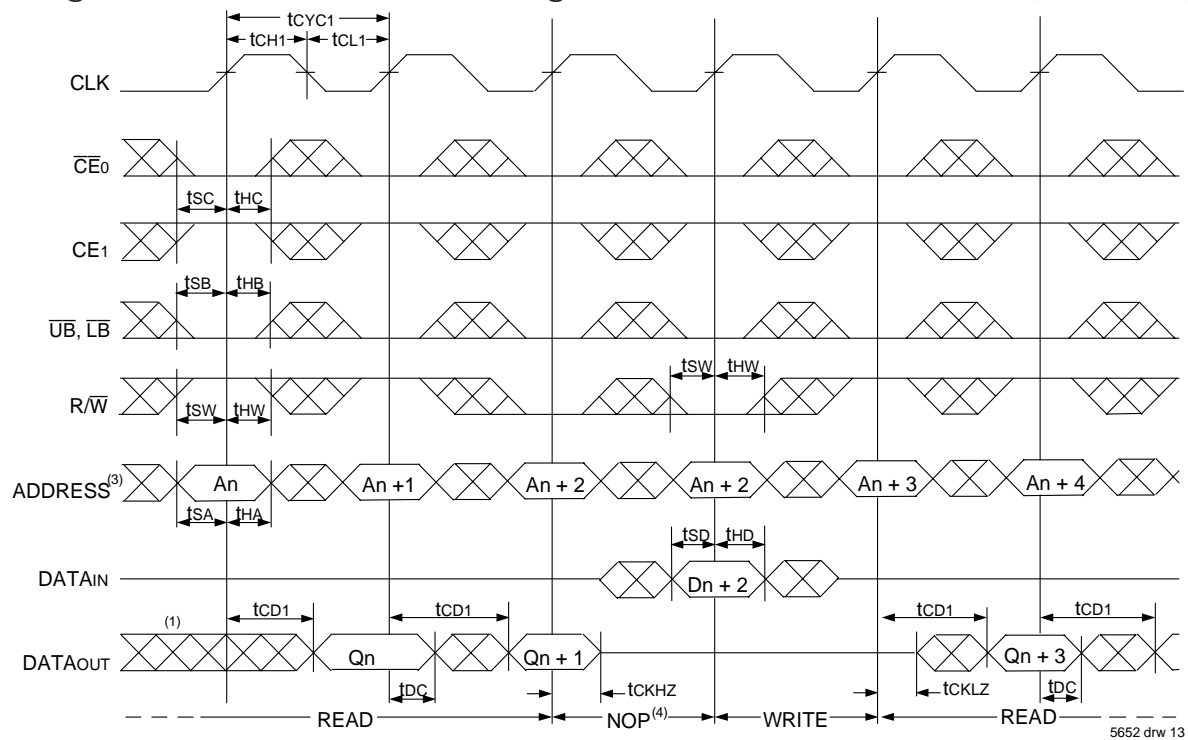 tCYC1
tCH1 tCL1
CLK
CE0
tSC tHC
CE1
tSB tHB
UB, LB
tSW tHW
R/W
tSW tHW
ADDRESS(3) An An +1 An + 2 An + 2 An + 3 An + 4
tSA tHA
tSD tHD
DATAIN Dn + 2
(1) tCD1 tCD1 tCD1 tCD1
DATAOUT Qn Qn + 1 Qn + 3
tDC tCKHZ tCKLZ tDC
READ NOP(4) WRITE READ
5652 drw 13